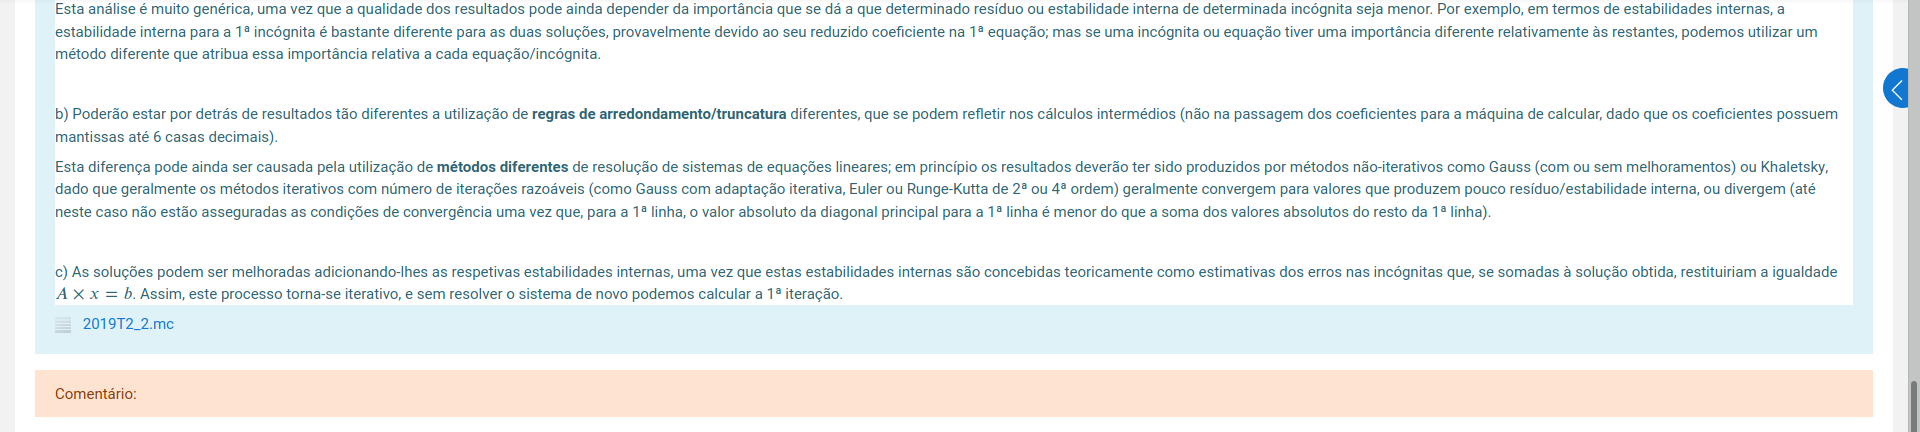 Esta análise é muito genérica, uma vez que a qualidade dos resultados pode ainda depender da importância que se dá a que determinado resíduo ou estabilidade interna de determinada incógnita seja menor. Por exemplo, em termos de estabilidades internas, a
estabilidade interna para a 1ª incógnita é bastante diferente para as duas soluções, provavelmente devido ao seu reduzido coeficiente na 1ª equação; mas se uma incógnita ou equação tiver uma importância diferente relativamente às restantes, podemos utilizar um
método diferente que atribua essa importância relativa a cada equação/incógnita.
b) Poderão estar por detrás de resultados tão diferentes a utilização de regras de arredondamento/truncatura diferentes, que se podem refletir nos cálculos intermédios (não na passagem dos coeficientes para a máquina de calcular, dado que os coeficientes possuem
mantissas até 6 casas decimais).
Esta diferença pode ainda ser causada pela utilização de métodos diferentes de resolução de sistemas de equações lineares; em princípio os resultados deverão ter sido produzidos por métodos não-iterativos como Gauss (com ou sem melhoramentos) ou Khaletsky,
dado que geralmente os métodos iterativos com número de iterações razoáveis (como Gauss com adaptação iterativa, Euler ou Runge-Kutta de 2ª ou 4ª ordem) geralmente convergem para valores que produzem pouco resíduo/estabilidade interna, ou divergem (até
neste caso não estão asseguradas as condições de convergência uma vez que, para a 1ª linha, o valor absoluto da diagonal principal para a 1ª linha é menor do que a soma dos valores absolutos do resto da 1ª linha).
c) As soluções podem ser melhoradas adicionando-lhes as respetivas estabilidades internas, uma vez que estas estabilidades internas são concebidas teoricamente como estimativas dos erros nas incógnitas que, se somadas à solução obtida, restituiriam a igualdade
A × x = b. Assim, este processo torna-se iterativo, e sem resolver o sistema de novo podemos calcular a 1ª iteração.
2019T2_2.mc
Comentário: